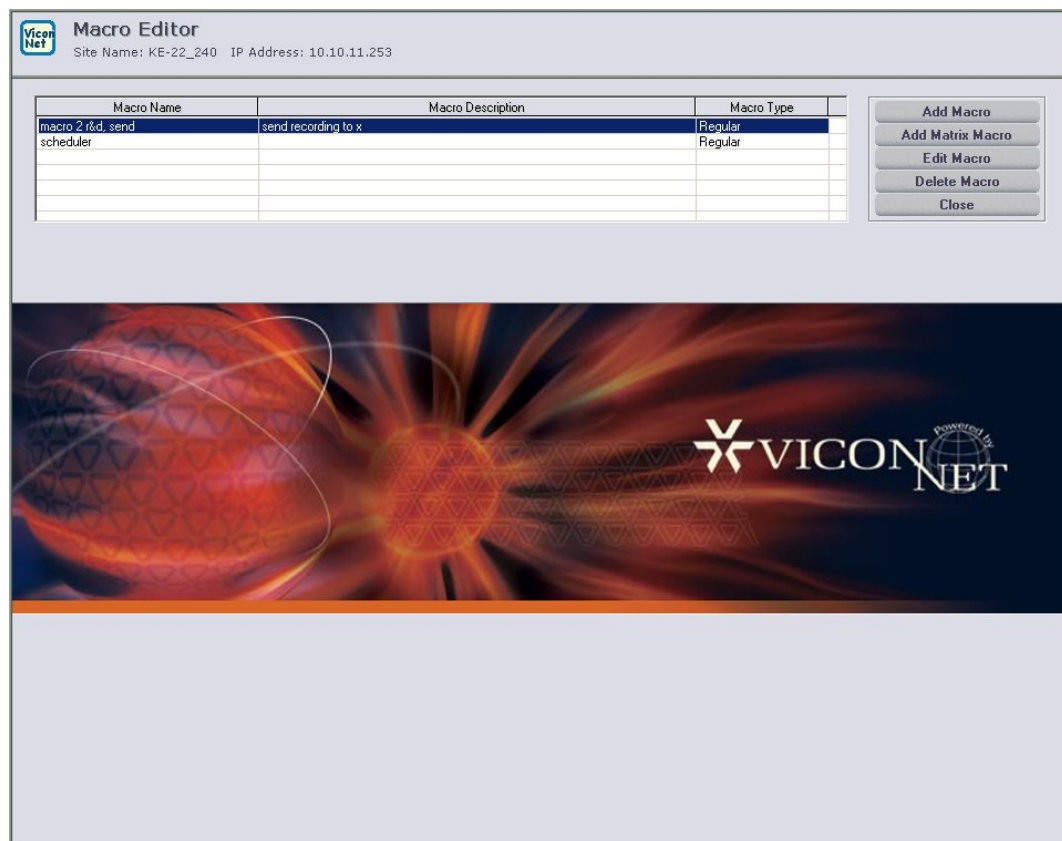 Vicon
Net
Macro Editor
Site Name: KE-22_240 IP Address: 10.10.11.253
Macro Name Macro Description Macro Type
macro 2 r&d, send send recording to x Regular
scheduler Regular
Add Macro
Add Matrix Macro
Edit Macro
Delete Macro
Close
Powered by
VICON
NET